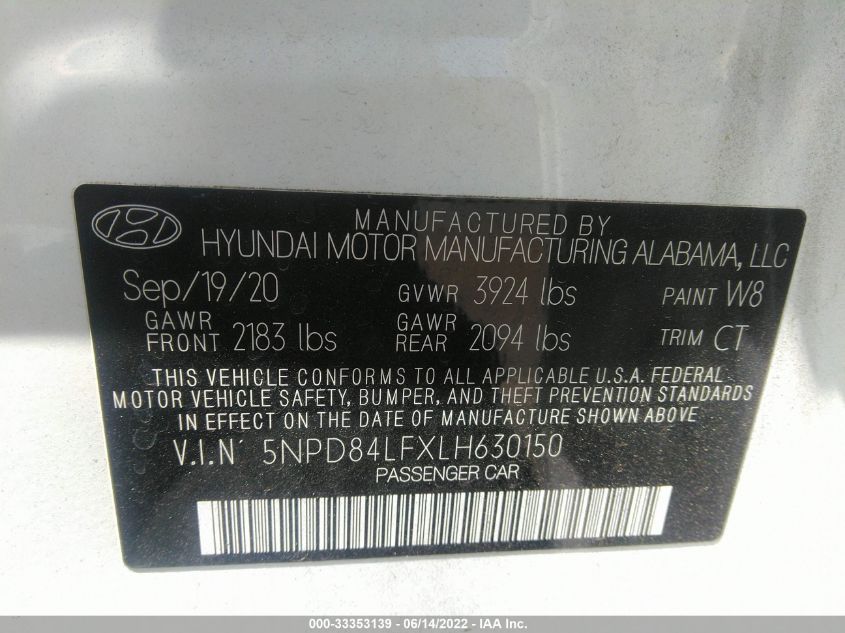 MANUFACTURED BY
HYUNDAI MOTOR MANUFACTURING ALABAMA, LLC
Sep/19/20 GVWR 3924 lbs PAINT W8
GAWR FRONT 2183 lbs GAWR REAR 2094 lbs TRIM CT
THIS VEHICLE CONFORMS TO ALL APPLICABLE U.S.A. FEDERAL
MOTOR VEHICLE SAFETY, BUMPER, AND THEFT PREVENTION STANDARDS
IN EFFECT ON THE DATE OF MANUFACTURE SHOWN ABOVE
V.I.N' 5NPD84LFXLH630150
PASSENGER CAR
000-33353139 - 06/14/2022 - IAA Inc.